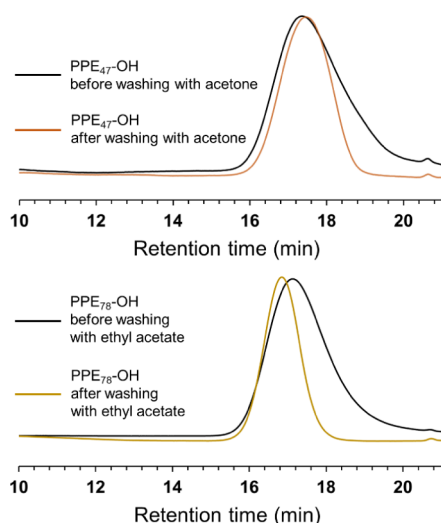 PPE47-OH
before washing with acetone
PPE47-OH
after washing with acetone
10 12 14 16 18 20
Retention time (min)
PPE78-OH
before washing
with ethyl acetate
PPE78-OH
after washing
with ethyl acetate
10 12 14 16 18 20
Retention time (min)